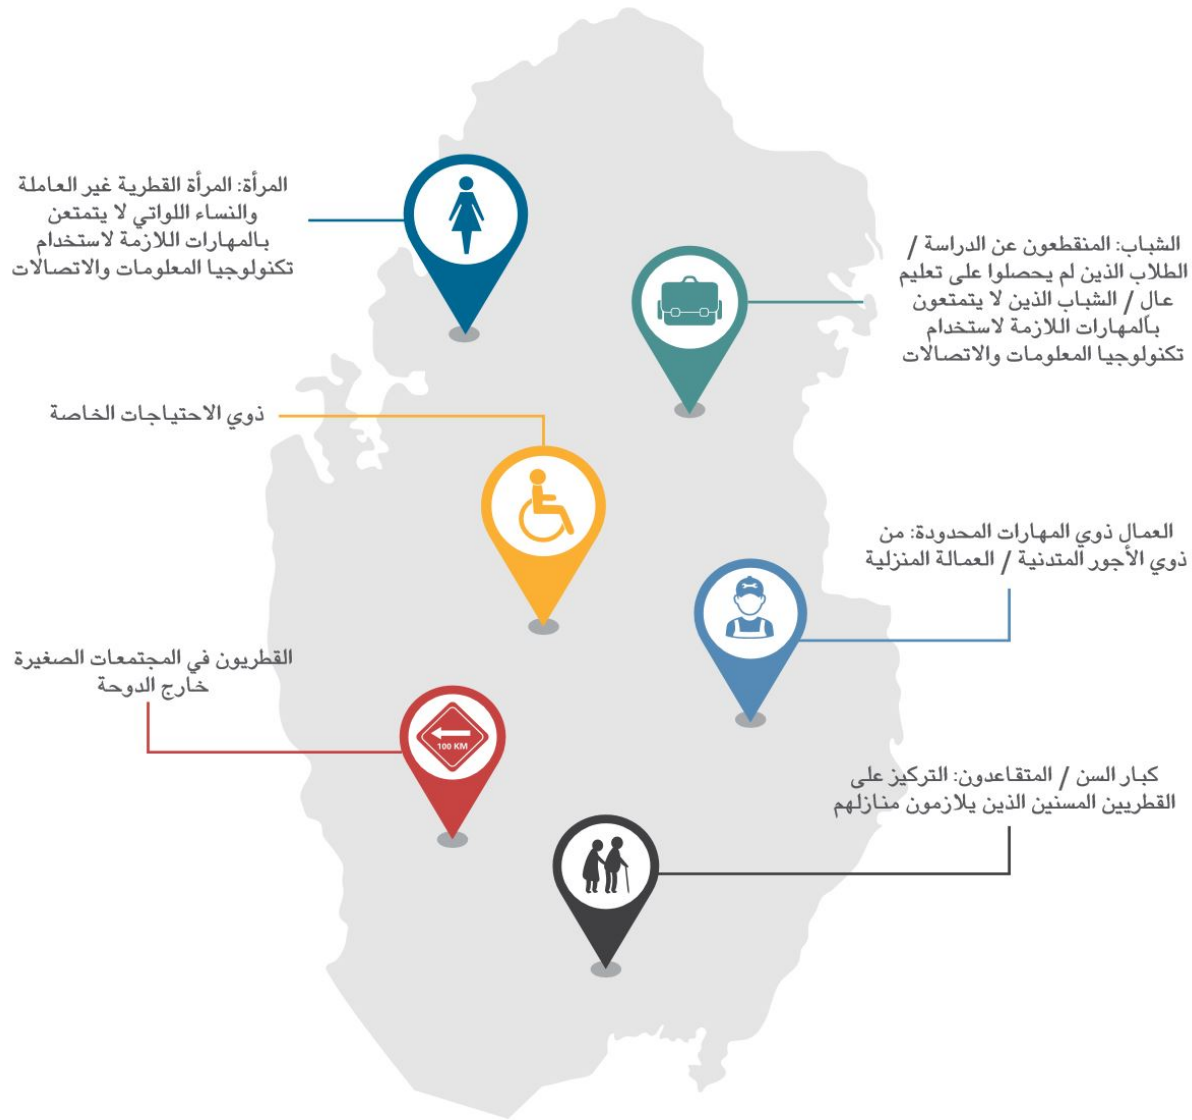 المرأة: المرأة القطرية غير العاملة
والنساء اللواتي لا يتمتعن
بالمهارات اللازمة لاستخدام
تكنولوجيا المعلومات والاتصالات
الشباب: المنقطعون عن الدراسة /
الطلاب الذين لم يحصلوا على تعليم
عال / الشباب الذين لا يتمتعون
بالمهارات اللازمة لاستخدام
تكنولوجيا المعلومات والاتصالات
ذوي الاحتياجات الخاصة
العمال ذوي المهارات المحدودة: من
ذوي الأجور المتدنية / العمالة المنزلية
القطريون في المجتمعات الصغيرة
خارج الدوحة
100 KM
كبار السن / المتقاعدون: التركيز على
القطريين المسنين الذين يلازمون منازلهم